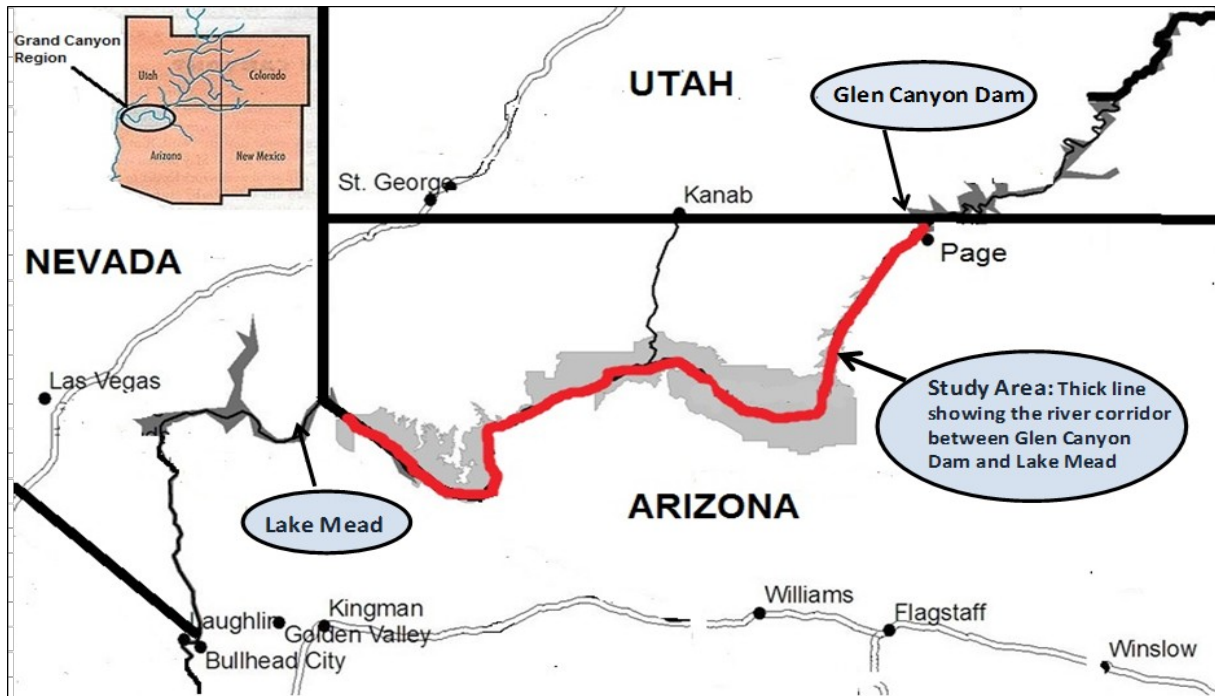 Grand Canyon
Region
Utah
Colorado
Arizona
New Mexico
UTAH
Glen Canyon Dam
St. George
Kanab
Page
NEVADA
Las Vegas
Study Area: Thick line
showing the river corridor
between Glen Canyon
Dam and Lake Mead
Lake Mead
ARIZONA
Laughlin
Golden Valley
Kingman
Bullhead City
Williams
Flagstaff
Winslow